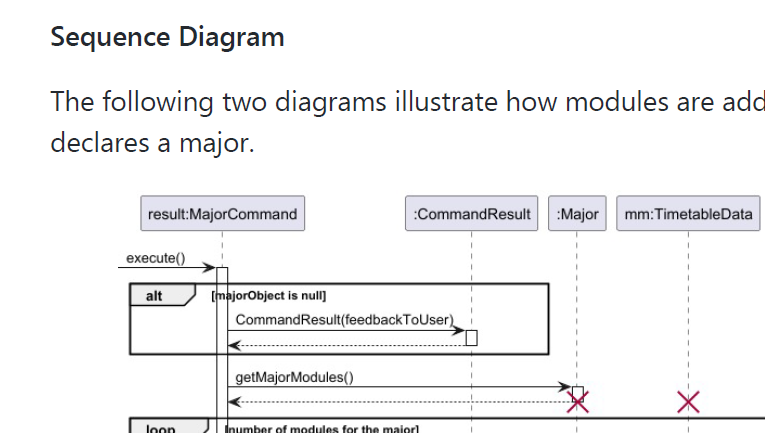 Sequence Diagram
The following two diagrams illustrate how modules are add
declares a major.
result:MajorCommand
:CommandResult
:Major
mm:TimetableData
execute()
alt
[majorObject is null]
CommandResult(feedbackToUser)
getMajorModules()
loop
[number of modules for the major]